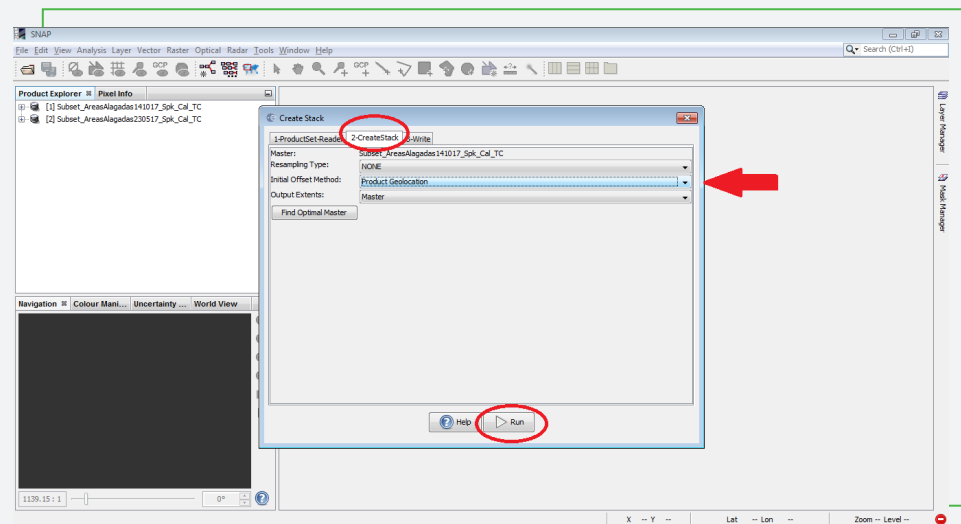 SNAP
File Edit View Analysis Layer Vector Raster Optical Radar Tools Window Help
Search (Ctrl+I)
GCP GCP
Product Explorer Pixel Info
[1] Subset_AreasAlagadas141017_Spk_Cal_TC
[2] Subset_AreasAlagadas230517_Spk_Cal_TC
Create Stack
1-ProductSet-Reader 2-CreateStack 3-Write
Master: Subset_AreasAlagadas141017_Spk_Cal_TC
Resampling Type: NONE
Initial Offset Method: Product Geolocation
Output Extents: Master
Find Optimal Master
Help Run
Layer Manager
Mask Manager
Navigation Colour Mani... Uncertainty ... World View
1139.15 : 1 0°
X -- Y -- Lat -- Lon -- Zoom -- Level --